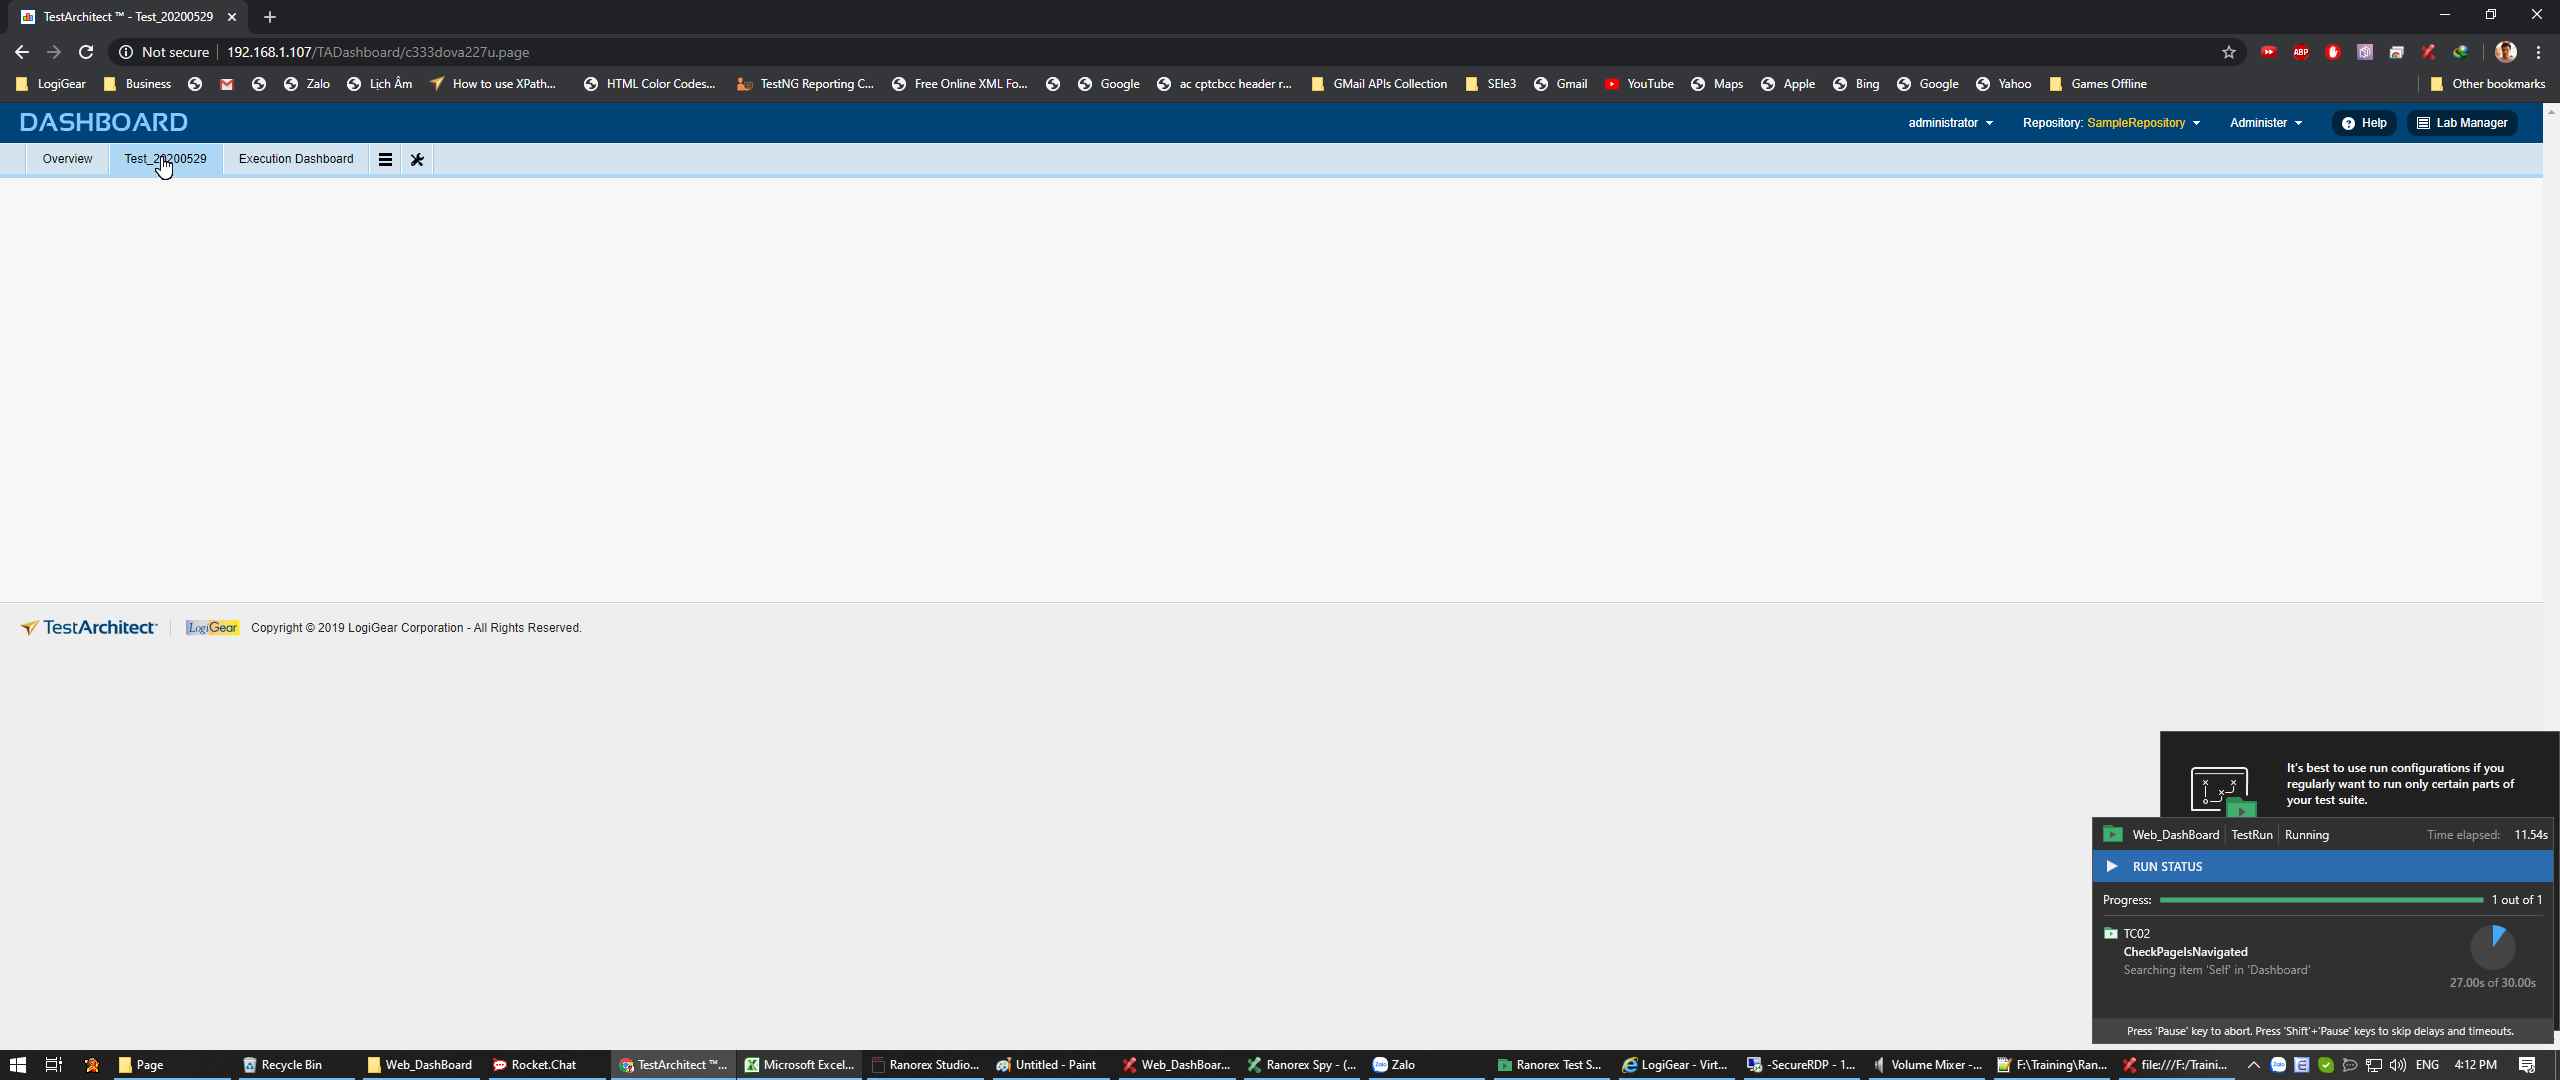 TestArchitect ™ - Test_20200529
Not secure 192.168.1.107/TADashboard/c333dova227u.page
ABP
LogiGear Business Zalo Lịch Âm How to use XPath... HTML Color Codes... TestNG Reporting C... Free Online XML Fo... Google ac cptcbcc header r... GMail APIs Collection SEle3 Gmail YouTube Maps Apple Bing Google Yahoo Games Offline Other bookmarks
DASHBOARD administrator Repository: SampleRepository Administer Help Lab Manager
Overview Test_20200529 Execution Dashboard
TestArchitect™ LogiGear Copyright © 2019 LogiGear Corporation - All Rights Reserved.
It's best to use run configurations if you
regularly want to run only certain parts of
your test suite.
Web_DashBoard TestRun Running Time elapsed: 11.54s
RUN STATUS
Progress: 1 out of 1
TC02
CheckPageIsNavigated
Searching item 'Self' in 'Dashboard'
27.00s of 30.00s
Press 'Pause' key to abort. Press 'Shift'+'Pause' keys to skip delays and timeouts.
Page Recycle Bin Web_DashBoard Rocket.Chat TestArchitect ™... Microsoft Excel... Ranorex Studio... Untitled - Paint Web_DashBoar... Ranorex Spy - (... Zalo Ranorex Test S... LogiGear - Virt... -SecureRDP - 1... Volume Mixer -... F:\Training\Ran... file:///F:/Traini... ENG 4:12 PM